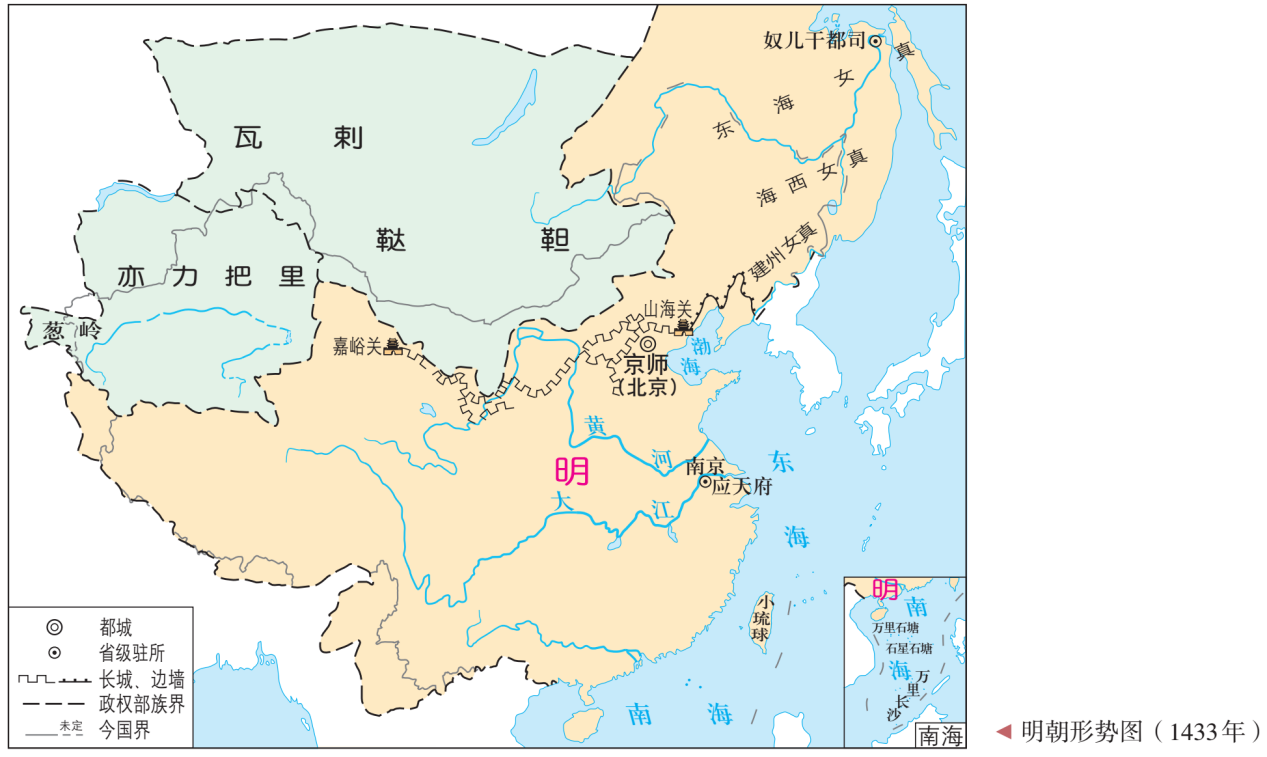 奴儿干都司
东海女真
瓦剌
海西女真
鞑靼
建州女真
亦力把里
葱岭
山海关
嘉峪关
渤海
京师
(北京)
黄河
明
南京
应天府
大江
东海
小琉球
南海
都城
省级驻所
长城、边墙
政权部族界
未定
今国界
明
南海
万里石塘
石星石塘
万里长沙
南海
◀ 明朝形势图（1433年）